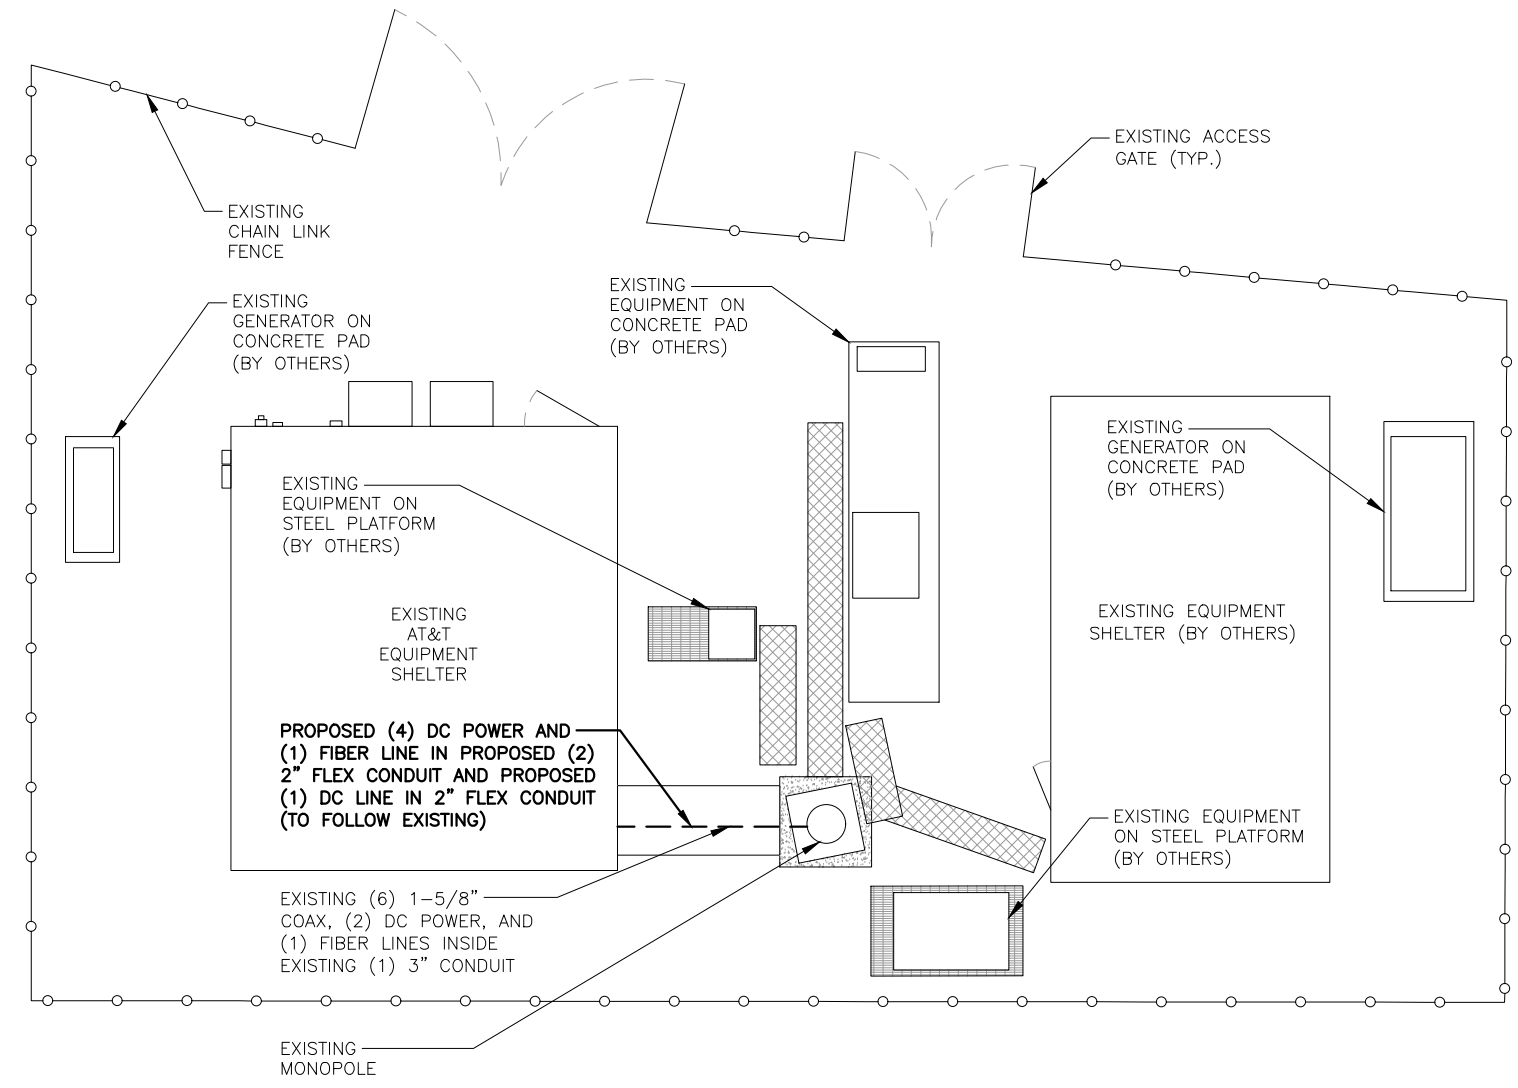 EXISTING ACCESS
GATE (TYP.)
EXISTING
CHAIN LINK
FENCE
EXISTING
GENERATOR ON
CONCRETE PAD
(BY OTHERS)
EXISTING
EQUIPMENT ON
CONCRETE PAD
(BY OTHERS)
EXISTING
GENERATOR ON
CONCRETE PAD
(BY OTHERS)
EXISTING
EQUIPMENT ON
STEEL PLATFORM
(BY OTHERS)
EXISTING
AT&T
EQUIPMENT
SHELTER
EXISTING EQUIPMENT
SHELTER (BY OTHERS)
PROPOSED (4) DC POWER AND
(1) FIBER LINE IN PROPOSED (2)
2" FLEX CONDUIT AND PROPOSED
(1) DC LINE IN 2" FLEX CONDUIT
(TO FOLLOW EXISTING)
EXISTING EQUIPMENT
ON STEEL PLATFORM
(BY OTHERS)
EXISTING (6) 1-5/8"
COAX, (2) DC POWER, AND
(1) FIBER LINES INSIDE
EXISTING (1) 3" CONDUIT
EXISTING
MONOPOLE